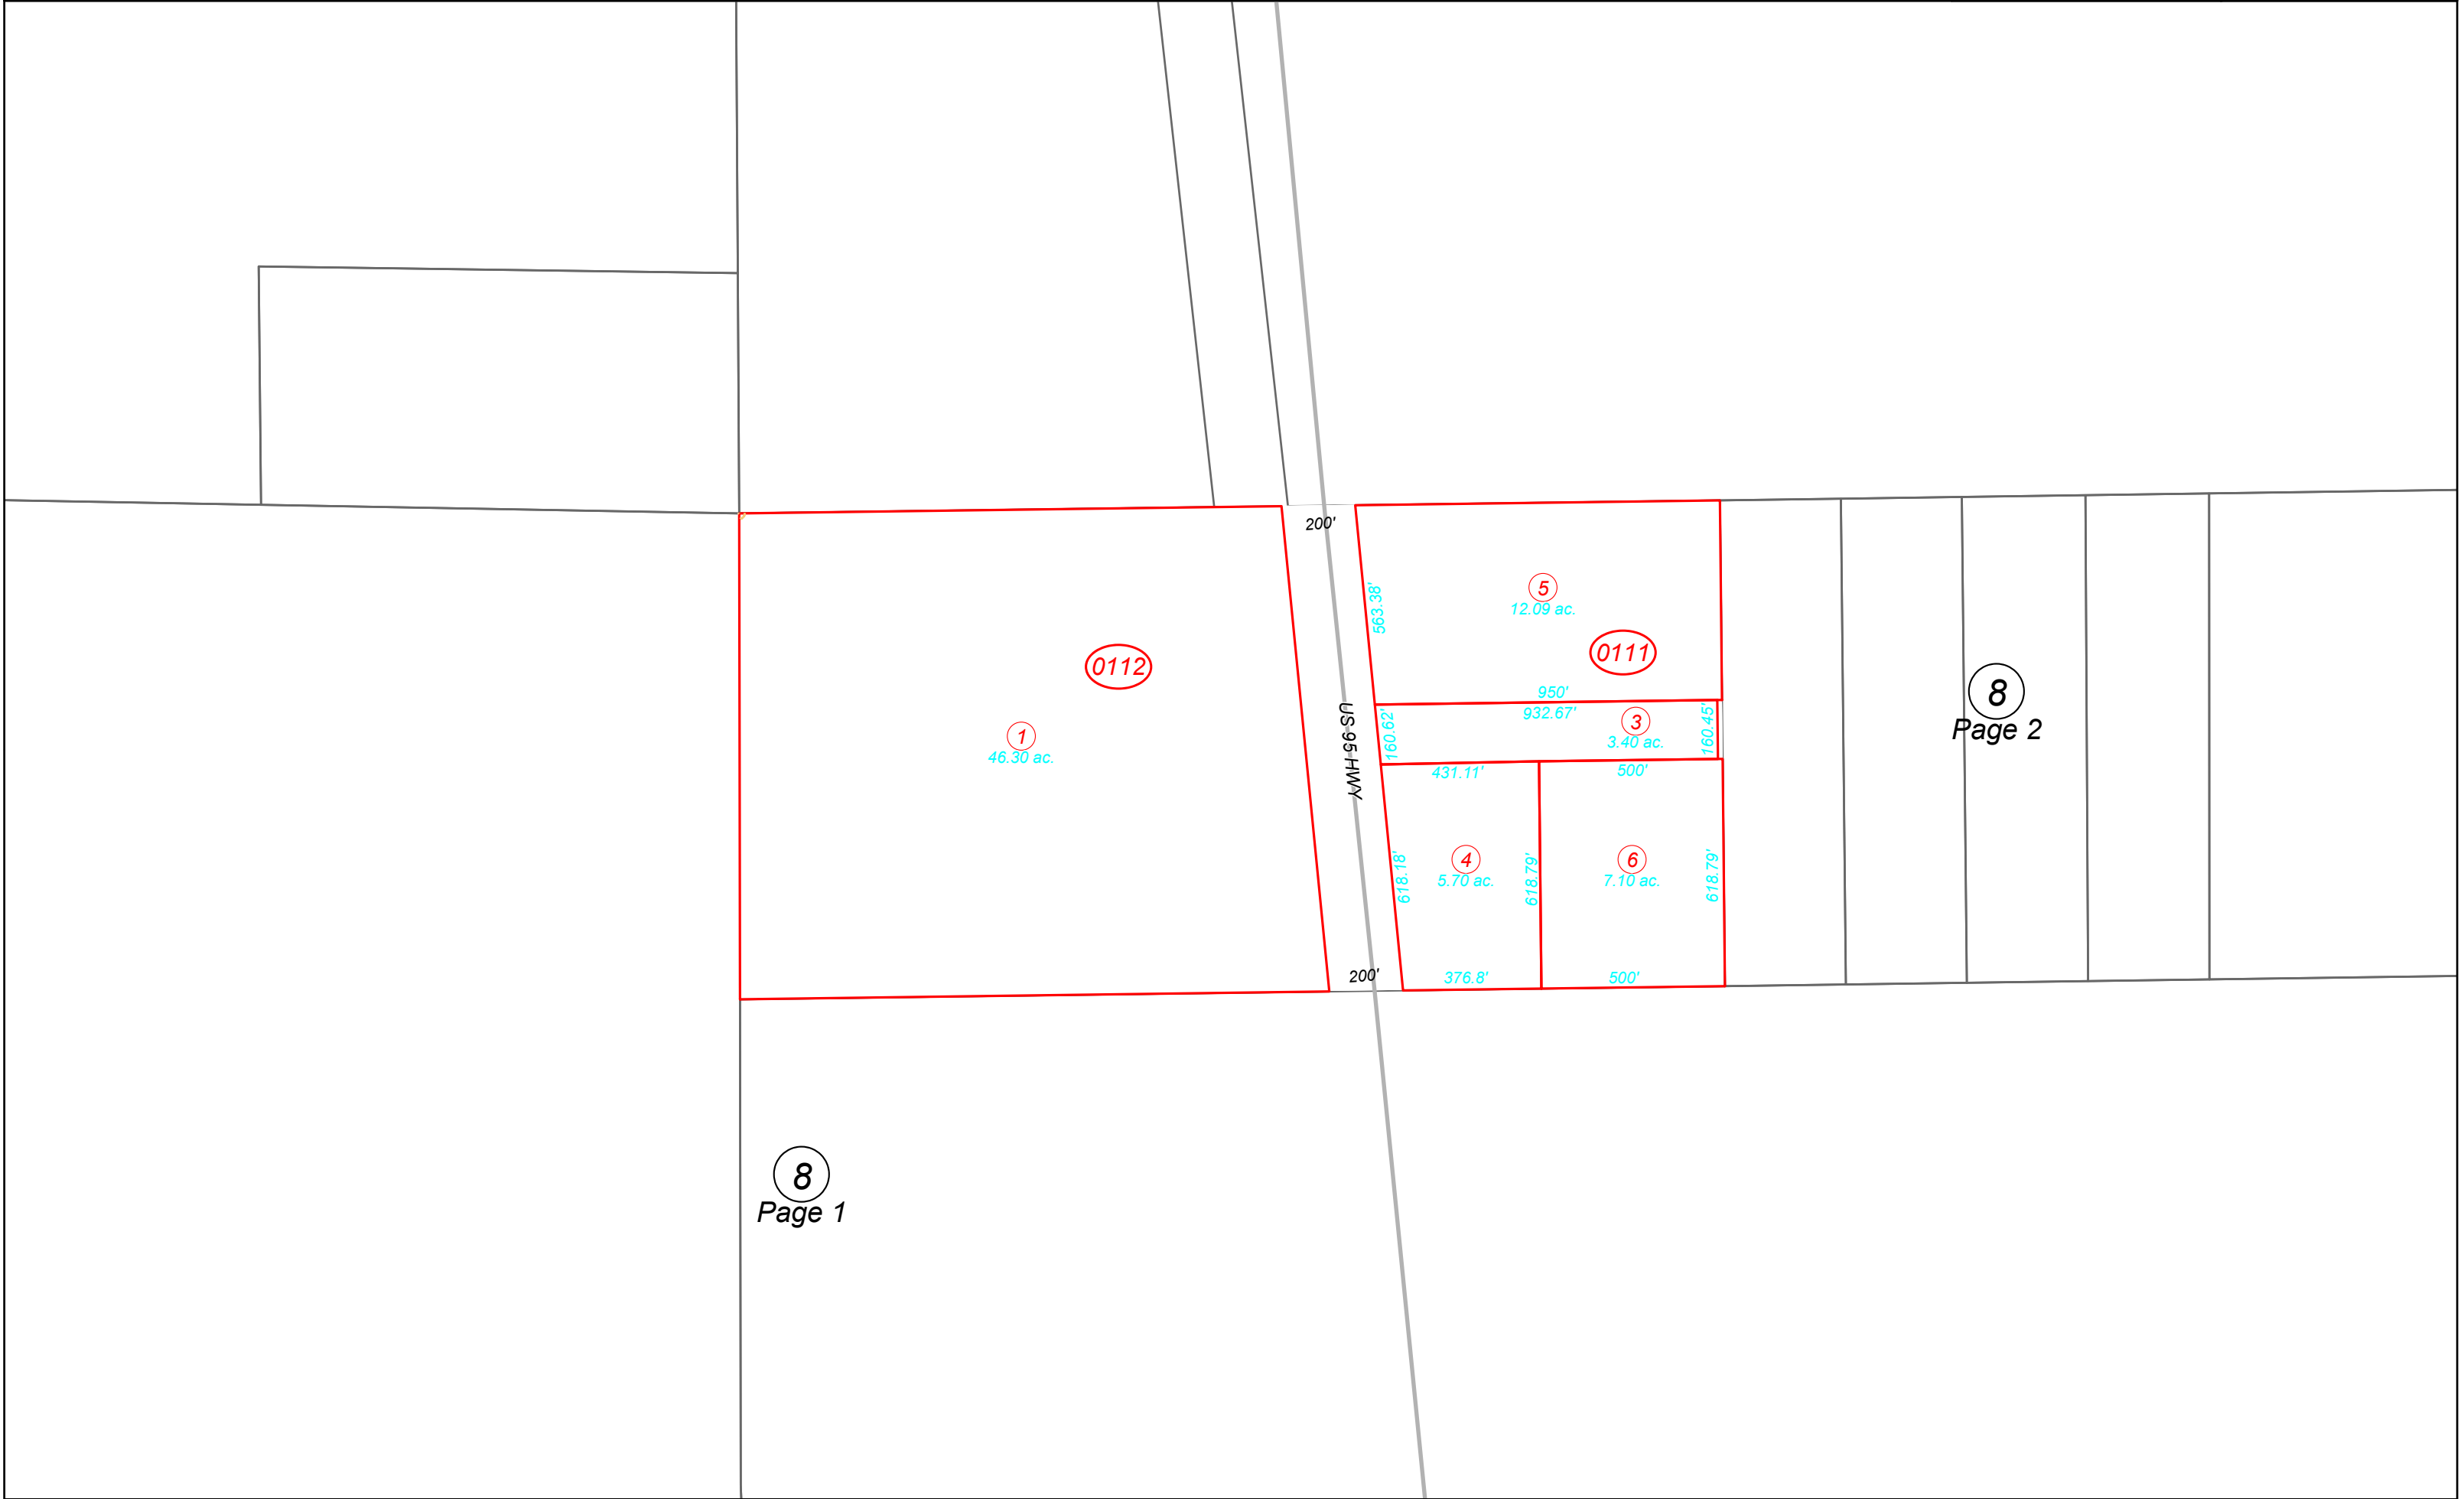 200'
563.38'
5
12.09 ac.
0111
0112
950'
932.67'
160.62'
3
3.40 ac.
160.45'
US 95 HWY
8
Page 2
1
46.30 ac.
431.11'
500'
618.18'
4
5.70 ac.
618.79'
6
7.10 ac.
618.79'
200'
376.8'
500'
8
Page 1